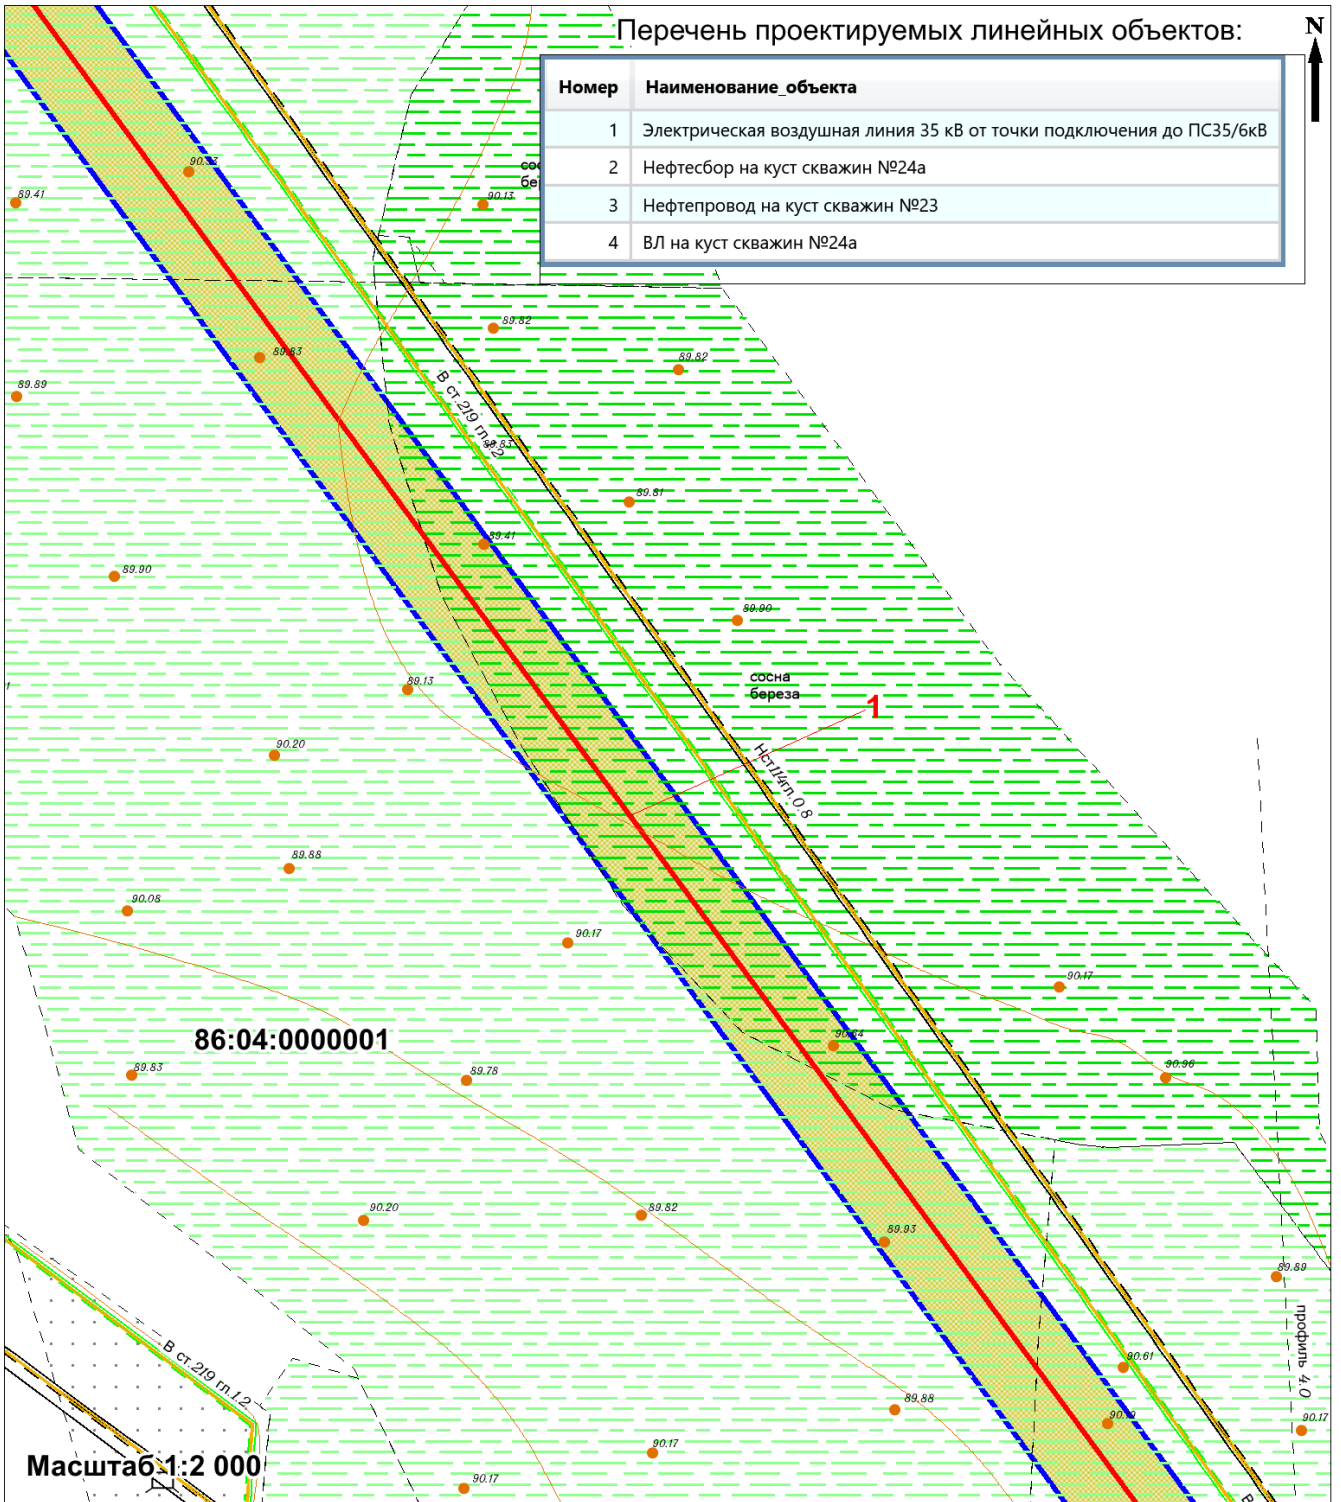 Перечень проектируемых линейных объектов:
N
Номер Наименование_объекта
1 Электрическая воздушная линия 35 кВ от точки подключения до ПС35/6кВ
2 Нефтесбор на куст скважин №24а
3 Нефтепровод на куст скважин №23
4 ВЛ на куст скважин №24а
90.33
89.41
90.13
89.82
89.83
89.82
89.89
В ст.219 гл.1.2
89.83
89.81
89.41
89.90
89.90
сосна
береза
89.13
1
90.20
Нст114гл.0.8
89.88
90.08
90.17
90.17
86:04:0000001
90.64
89.83
89.78
90.96
90.20
89.82
89.93
89.89
профиль 4.0
В ст.219 гл.1.2
90.61
89.88
90.19
90.17
90.17
Масштаб 1:2 000
90.17
В